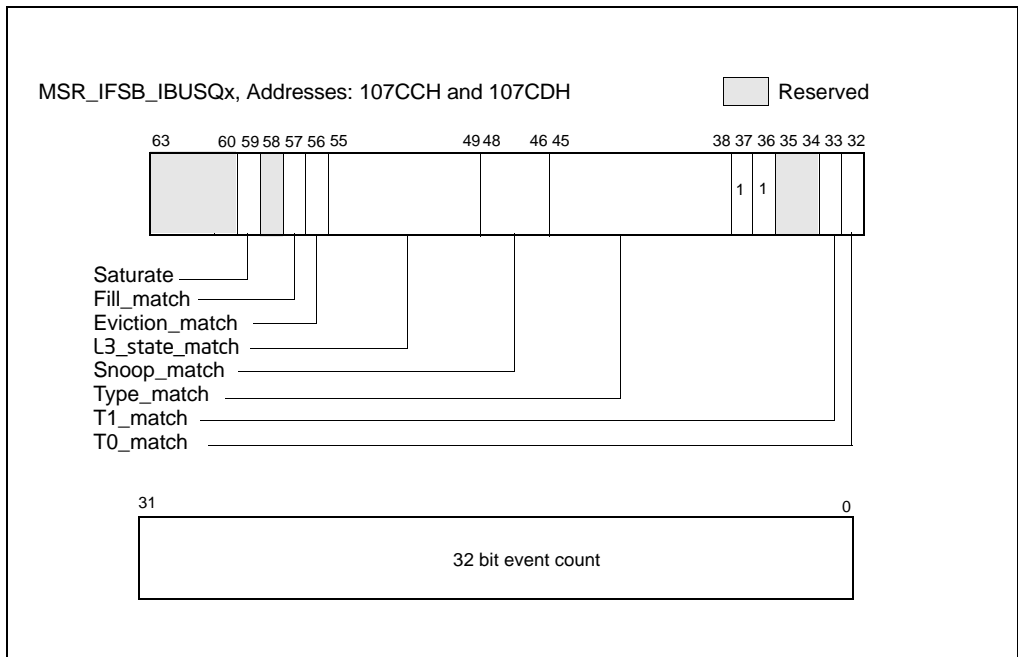 MSR_IFSB_IBUSQx, Addresses: 107CCH and 107CDH
Reserved
63 60 59 58 57 56 55 49 48 46 45 38 37 36 35 34 33 32
1 1
Saturate
Fill_match
Eviction_match
L3_state_match
Snoop_match
Type_match
T1_match
T0_match
31 0
32 bit event count